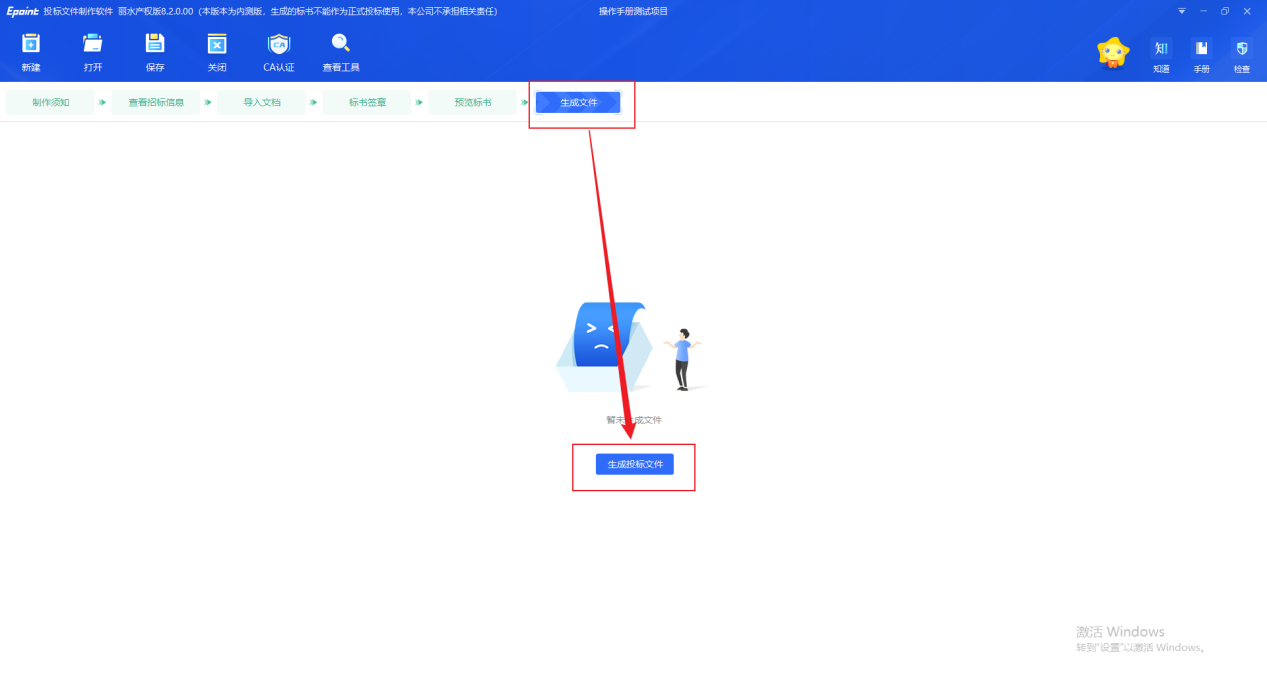 Epoint 投标文件制作软件 丽水产权版8.2.0.00（本版本为内测版，生成的标书不能作为正式投标使用，本公司不承担相关责任） 操作手册测试项目
新建 打开 保存 关闭 CA认证 查看工具 知道 手册 检查
CA
知
制作须知 查看招标信息 导入文档 标书签章 预览标书 生成文件
暂未生成文件
生成投标文件
激活 Windows
转到"设置"以激活 Windows。